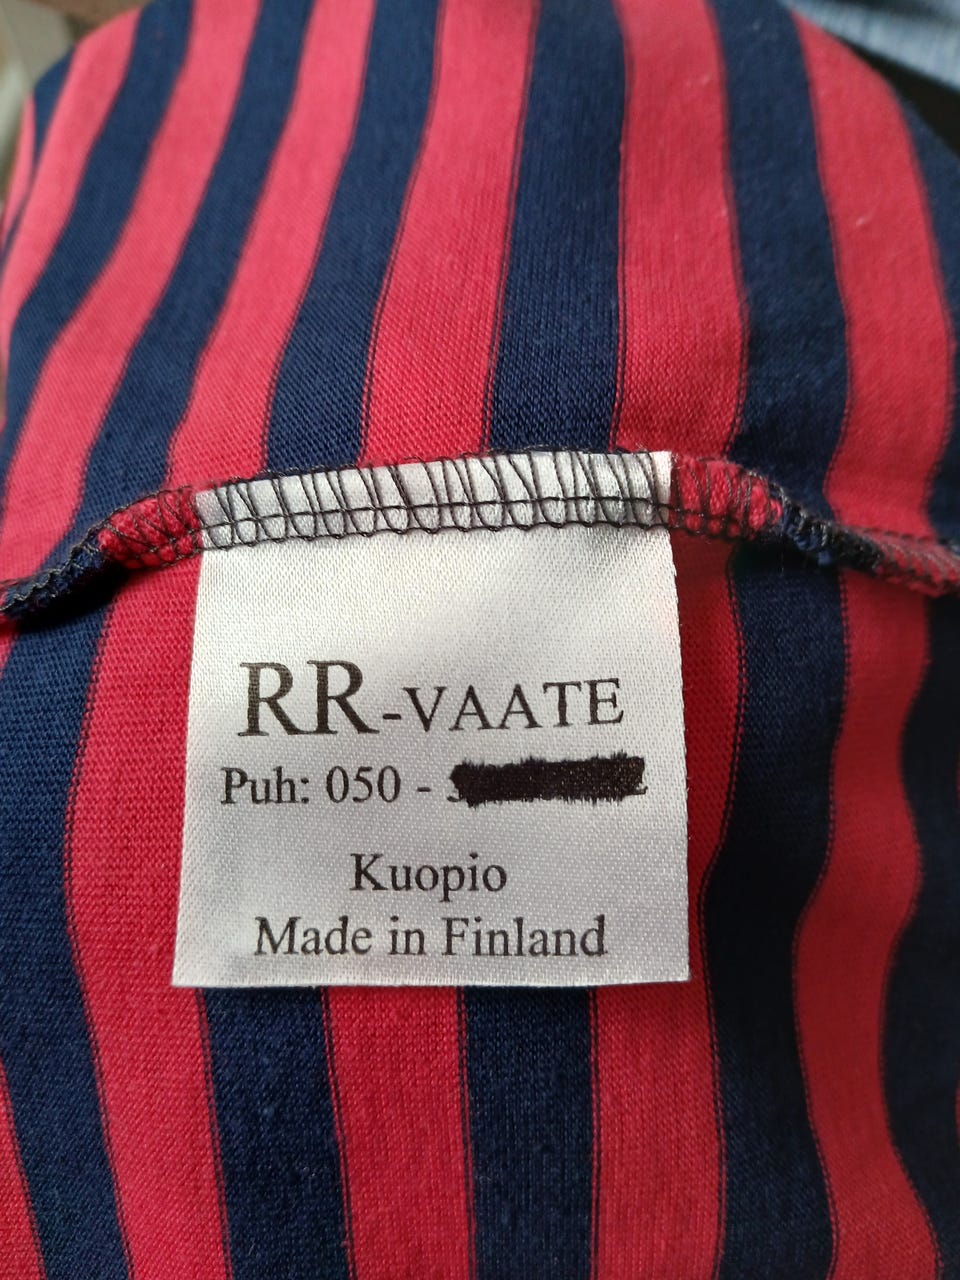 RR-VAATE
Puh: 050 -
Kuopio
Made in Finland